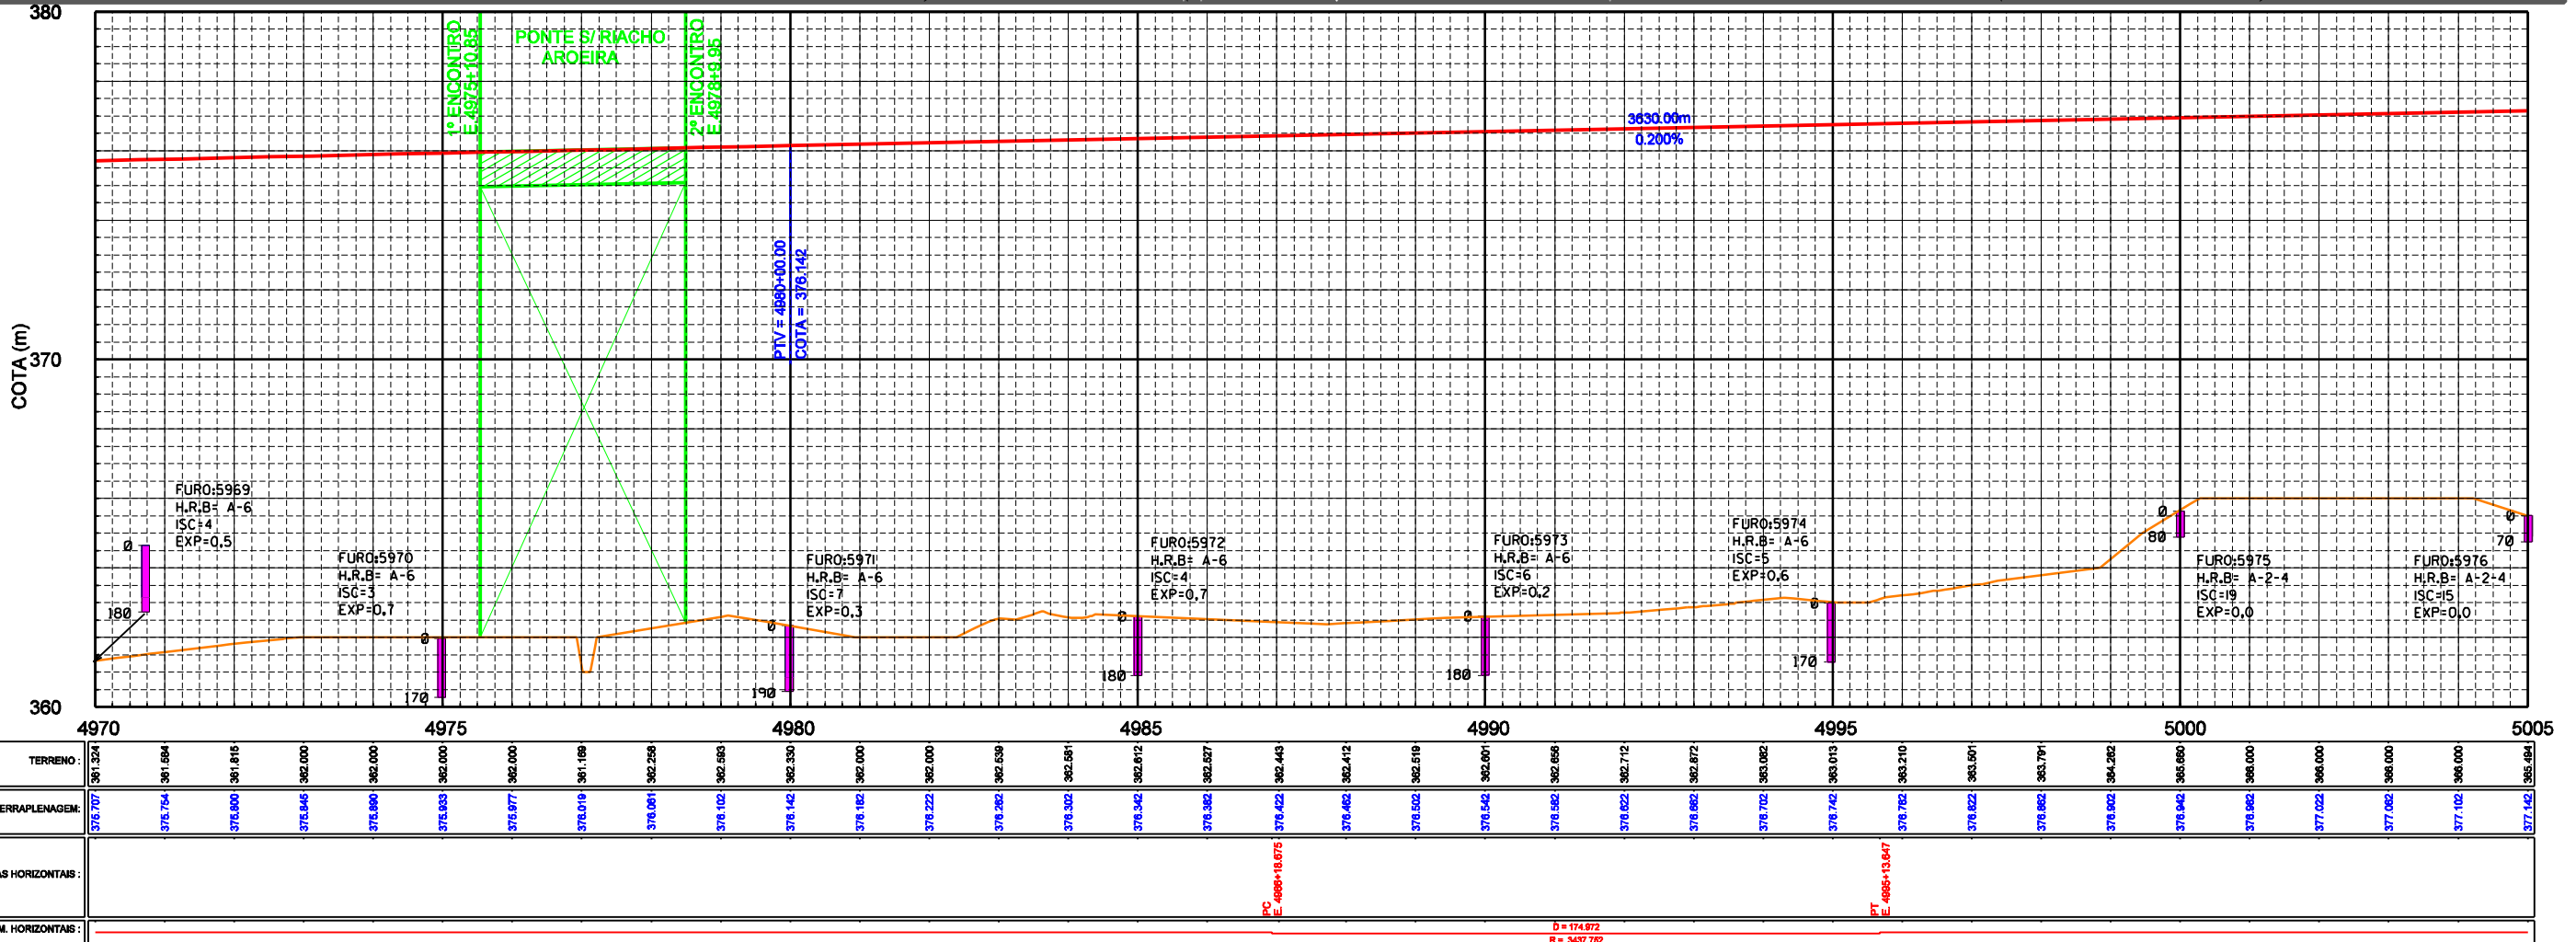 380
370
360
COTA (m)
1º ENCONTRO
E.4975+10.85
PONTE S/ RIACHO
AROEIRA
2º ENCONTRO
E.4978+9.95
3630.00m
0.200%
PTV = 4980+00.00
COTA = 376.142
FURO:5969
H.R.B= A-6
ISC=4
EXP=0,5
0
180
FURO:5970
H.R.B= A-6
ISC=3
EXP=0,7
0
170
FURO:5971
H.R.B= A-6
ISC=7
EXP=0,3
0
190
FURO:5972
H.R.B= A-6
ISC=4
EXP=0,7
0
180
FURO:5973
H.R.B= A-6
ISC=6
EXP=0,2
0
180
FURO:5974
H.R.B= A-6
ISC=5
EXP=0,6
0
170
FURO:5975
H.R.B= A-2-4
ISC=19
EXP=0,0
0
80
FURO:5976
H.R.B= A-2-4
ISC=15
EXP=0,0
0
70
4970 4975 4980 4985 4990 4995 5000 5005
TERRENO : 361.324 361.584 361.815 362.000 362.000 362.000 362.000 361.169 362.258 362.593 362.330 362.000 362.000 362.539 362.581 362.612 362.527 362.443 362.412 362.519 362.601 362.656 362.712 362.872 363.082 363.013 363.210 363.501 363.791 364.262 365.660 366.000 366.000 366.000 366.000 365.494
ERRAPLENAGEM: 375.707 375.754 375.800 375.845 375.890 375.933 375.977 376.019 376.061 376.102 376.142 376.182 376.222 376.262 376.302 376.342 376.382 376.422 376.462 376.502 376.542 376.582 376.622 376.662 376.702 376.742 376.782 376.822 376.862 376.902 376.942 376.982 377.022 377.062 377.102 377.142
AS HORIZONTAIS :
PC
E. 4986+18.675
PT
E. 4995+13.647
M. HORIZONTAIS :
D = 174.972
R = 3437.752